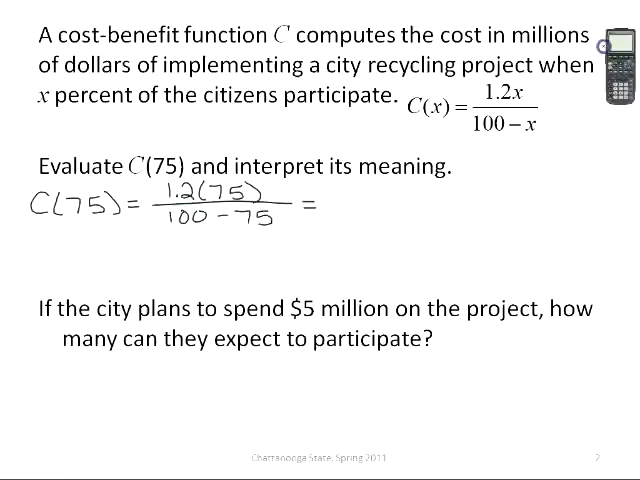 A cost-benefit function C computes the cost in millions
of dollars of implementing a city recycling project when
x percent of the citizens participate. C(x) = 1.2x / (100 − x)
Evaluate C(75) and interpret its meaning.
C(75) = 1.2(75) / (100 − 75) =
If the city plans to spend $5 million on the project, how
many can they expect to participate?
Chattanooga State, Spring 2011
2